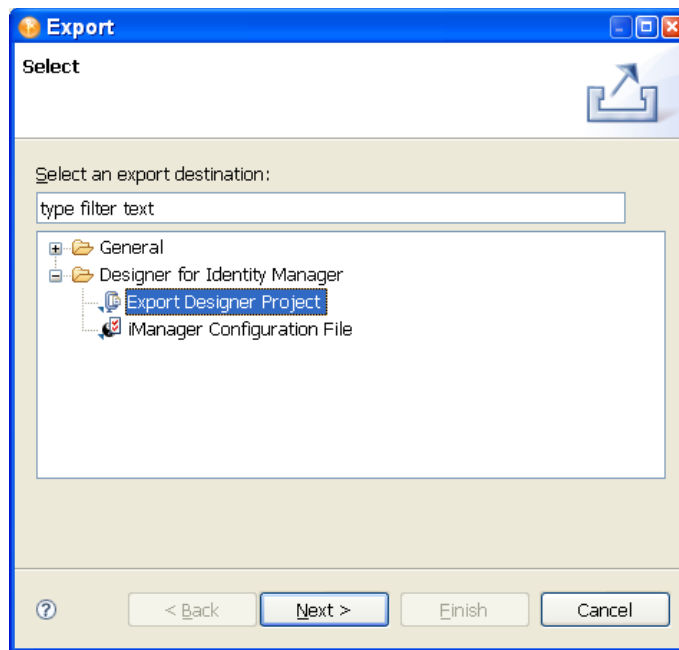 Export
Select
Select an export destination:
type filter text
General
Designer for Identity Manager
Export Designer Project
iManager Configuration File
? < Back Next > Finish Cancel